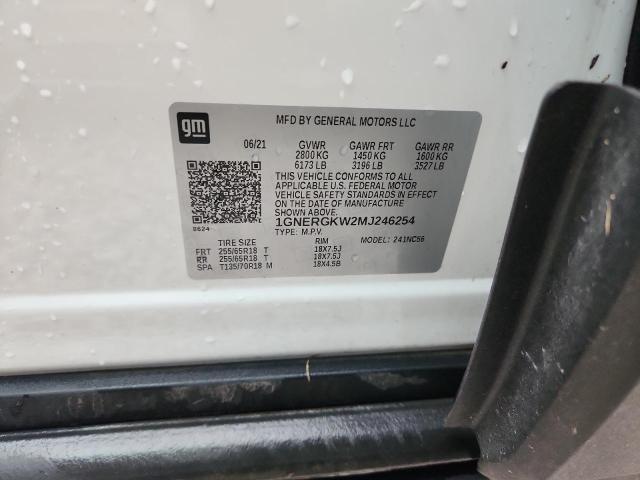 gm
MFD BY GENERAL MOTORS LLC
06/21 GVWR GAWR FRT GAWR RR
2800 KG 1450 KG 1600 KG
6173 LB 3196 LB 3527 LB
THIS VEHICLE CONFORMS TO ALL
APPLICABLE U.S. FEDERAL MOTOR
VEHICLE SAFETY STANDARDS IN EFFECT
ON THE DATE OF MANUFACTURE
SHOWN ABOVE.
1GNERGKW2MJ246254
8624 TYPE: M.P.V. MODEL: 241NC56
TIRE SIZE RIM
FRT 255/65R18 T 18X7.5J
RR 255/65R18 T 18X7.5J
SPA T135/70R18 M 18X4.5B